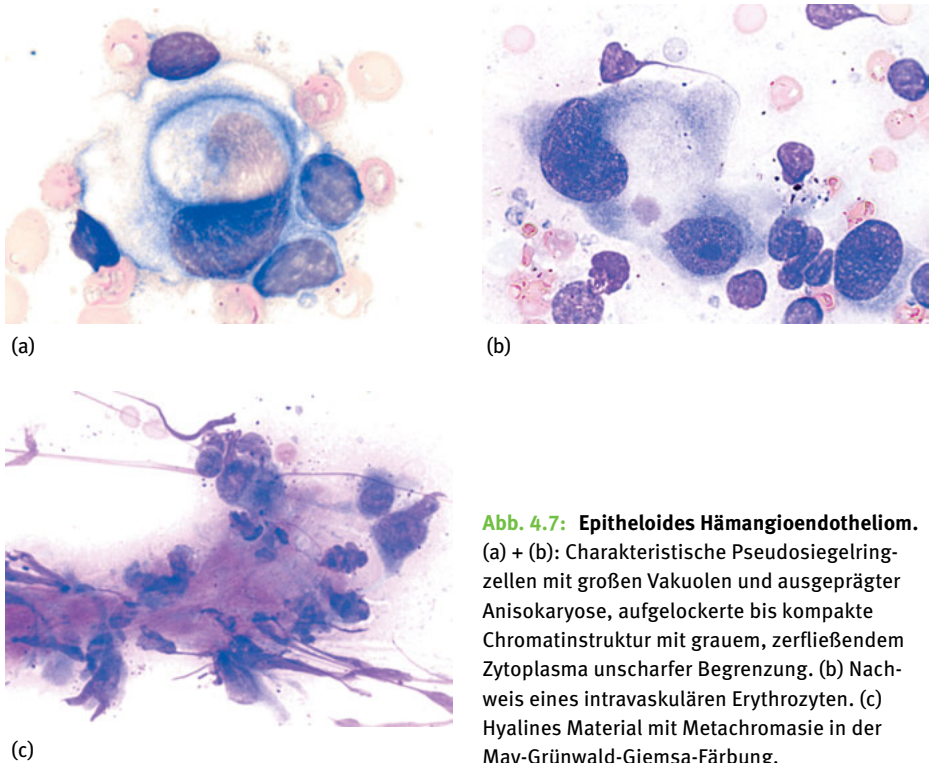 (a)
(b)
(c)
Abb. 4.7: Epitheloides Hämangioendotheliom.
(a) + (b): Charakteristische Pseudosiegelring-
zellen mit großen Vakuolen und ausgeprägter
Anisokaryose, aufgelockerte bis kompakte
Chromatinstruktur mit grauem, zerfließendem
Zytoplasma unscharfer Begrenzung. (b) Nach-
weis eines intravaskulären Erythrozyten. (c)
Hyalines Material mit Metachromasie in der
May-Grünwald-Giemsa-Färbung.